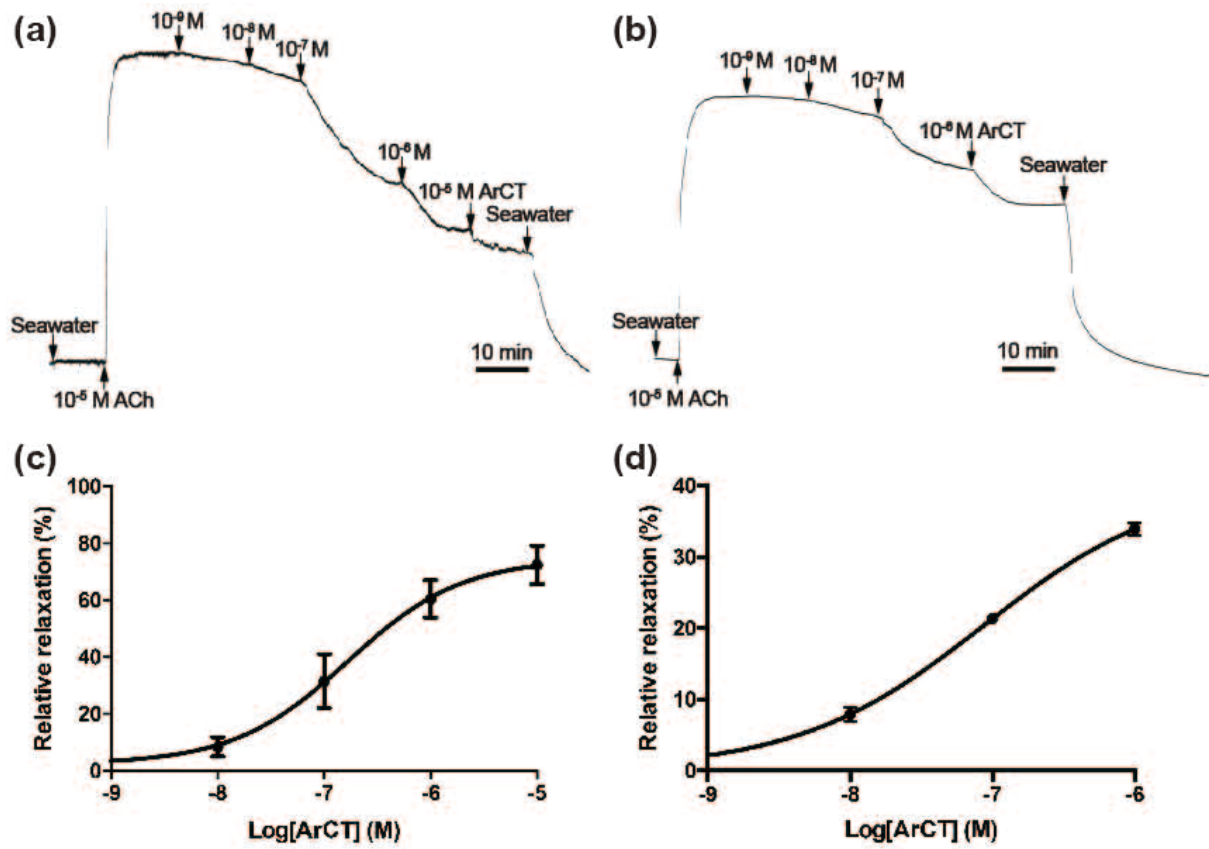 (a)
10⁻⁹ M
10⁻⁸ M
10⁻⁷ M
10⁻⁶ M
10⁻⁵ M ArCT
Seawater
Seawater
10⁻⁵ M ACh
10 min
(b)
10⁻⁹ M
10⁻⁸ M
10⁻⁷ M
10⁻⁶ M ArCT
Seawater
Seawater
10⁻⁵ M ACh
10 min
(c)
Relative relaxation (%)
100
80
60
40
20
0
-9 -8 -7 -6 -5
Log[ArCT] (M)
(d)
Relative relaxation (%)
40
30
20
10
0
-9 -8 -7 -6
Log[ArCT] (M)